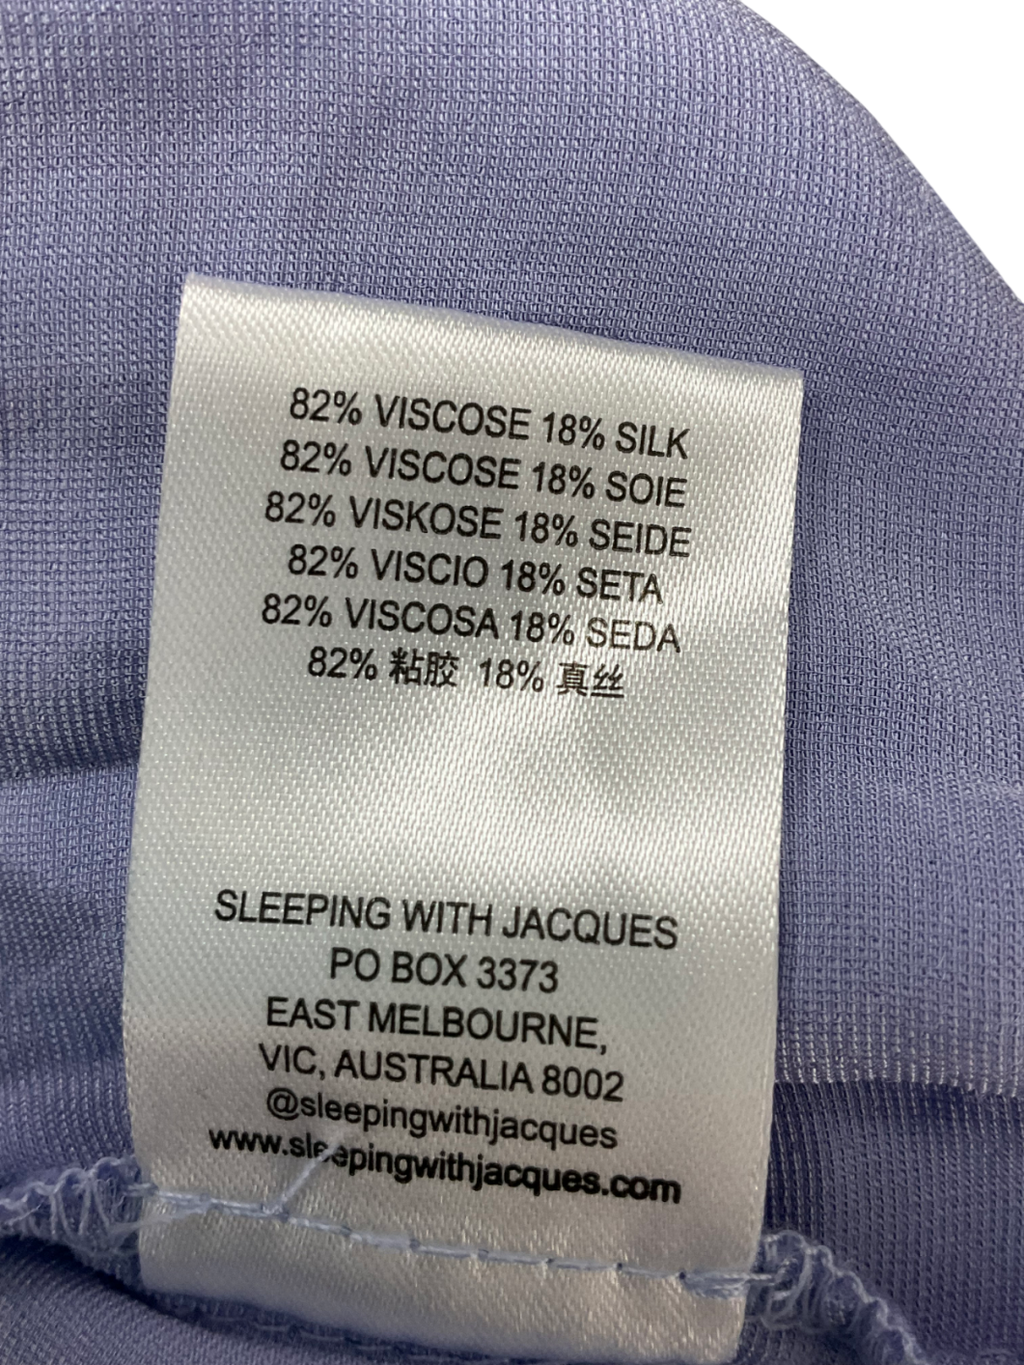 82% VISCOSE 18% SILK
82% VISCOSE 18% SOIE
82% VISKOSE 18% SEIDE
82% VISCIO 18% SETA
82% VISCOSA 18% SEDA
82% 粘胶 18% 真丝
SLEEPING WITH JACQUES
PO BOX 3373
EAST MELBOURNE,
VIC, AUSTRALIA 8002
@sleepingwithjacques
www.sleepingwithjacques.com